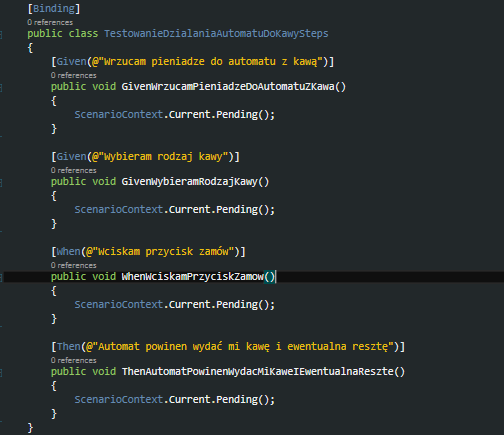 [Binding]
0 references
public class TestowanieDzialaniaAutomatuDoKawySteps
{
[Given(@"Wrzucam pieniadze do automatu z kawą")]
0 references
public void GivenWrzucamPieniadzeDoAutomatuZKawa()
{
ScenarioContext.Current.Pending();
}
[Given(@"Wybieram rodzaj kawy")]
0 references
public void GivenWybieramRodzajKawy()
{
ScenarioContext.Current.Pending();
}
[When(@"Wciskam przycisk zamów")]
0 references
public void WhenWciskamPrzyciskZamow()
{
ScenarioContext.Current.Pending();
}
[Then(@"Automat powinen wydać mi kawę i ewentualna resztę")]
0 references
public void ThenAutomatPowinenWydacMiKaweIEwentualnaReszte()
{
ScenarioContext.Current.Pending();
}
}